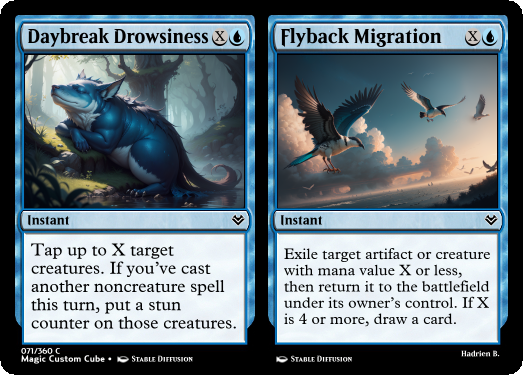 Daybreak Drowsiness X
Instant
Tap up to X target
creatures. If you've cast
another noncreature spell
this turn, put a stun
counter on those creatures.
071/360 C
Magic Custom Cube • Stable Diffusion
Flyback Migration X
Instant
Exile target artifact or creature
with mana value X or less,
then return it to the battlefield
under its owner's control. If X
is 4 or more, draw a card.
Stable Diffusion
Hadrien B.